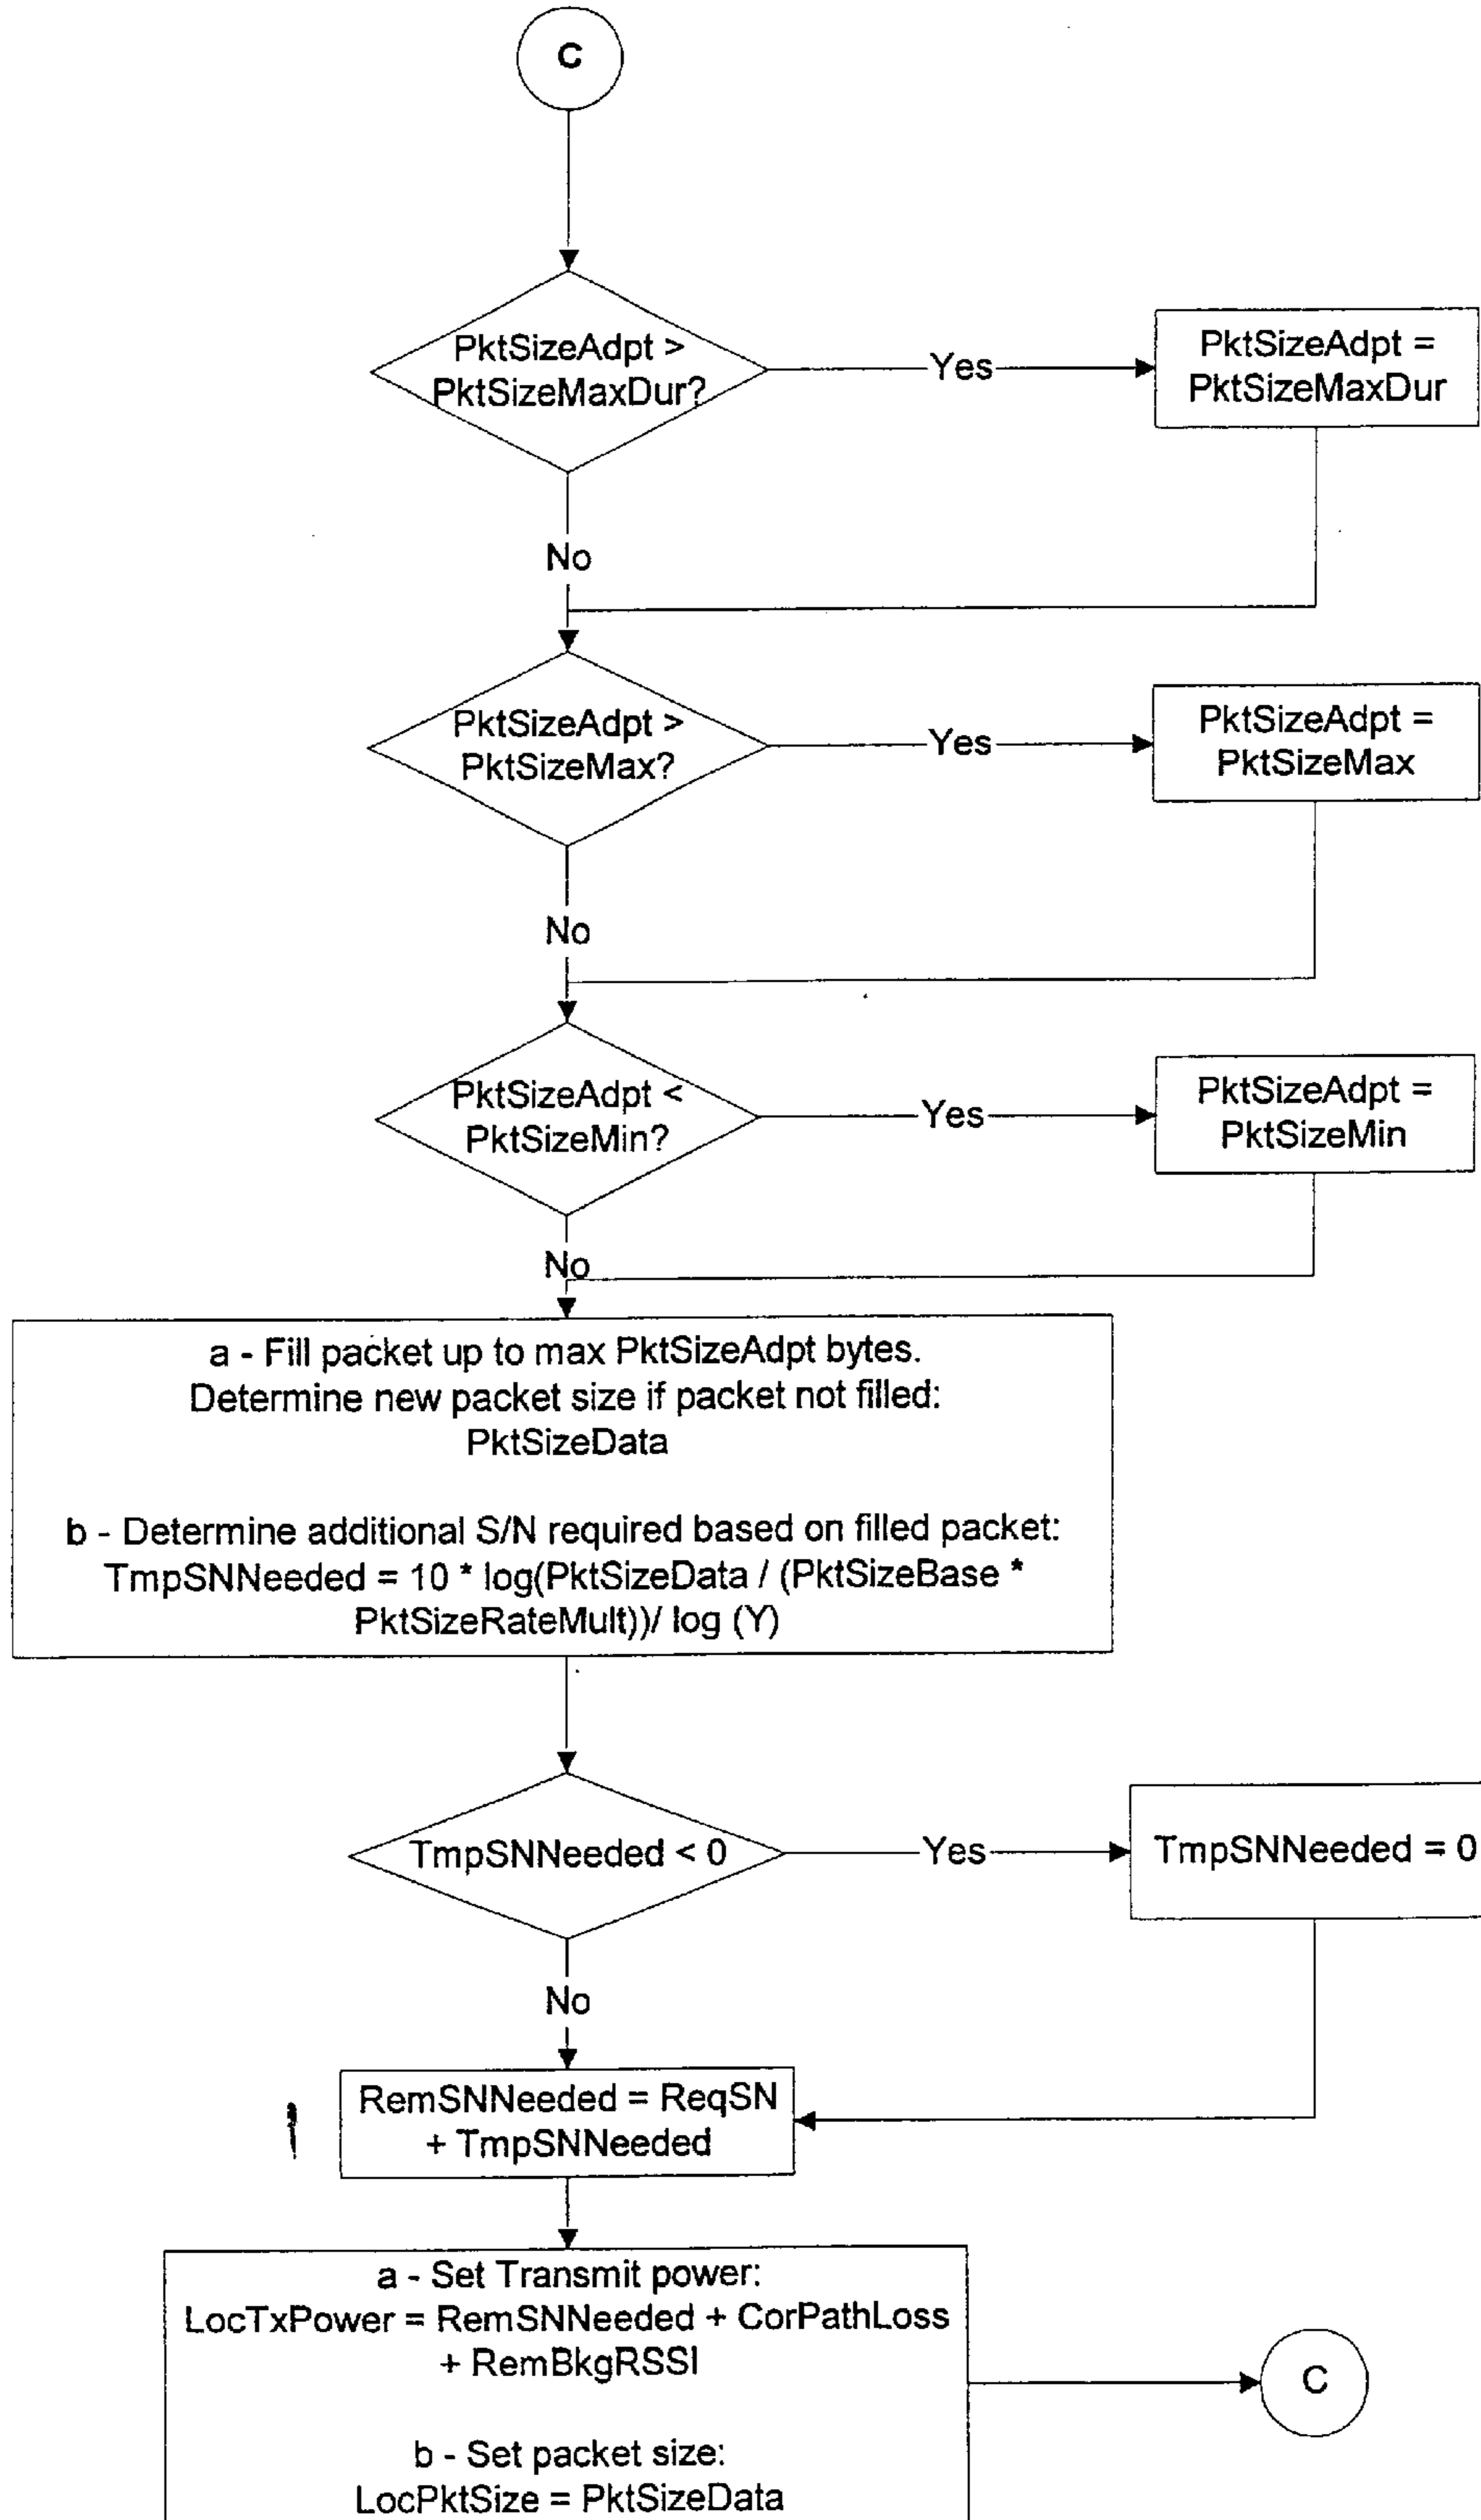 C
PktSizeAdpt >
PktSizeMaxDur?
Yes
PktSizeAdpt =
PktSizeMaxDur
No
PktSizeAdpt >
PktSizeMax?
Yes
PktSizeAdpt =
PktSizeMax
No
PktSizeAdpt <
PktSizeMin?
Yes
PktSizeAdpt =
PktSizeMin
No
a - Fill packet up to max PktSizeAdpt bytes.
Determine new packet size if packet not filled:
PktSizeData
b - Determine additional S/N required based on filled packet:
TmpSNNeeded = 10 * log(PktSizeData / (PktSizeBase *
PktSizeRateMult))/ log (Y)
TmpSNNeeded < 0
Yes
TmpSNNeeded = 0
No
RemSNNeeded = ReqSN
+ TmpSNNeeded
a - Set Transmit power:
LocTxPower = RemSNNeeded + CorPathLoss
+ RemBkgRSSI
b - Set packet size:
LocPktSize = PktSizeData
C